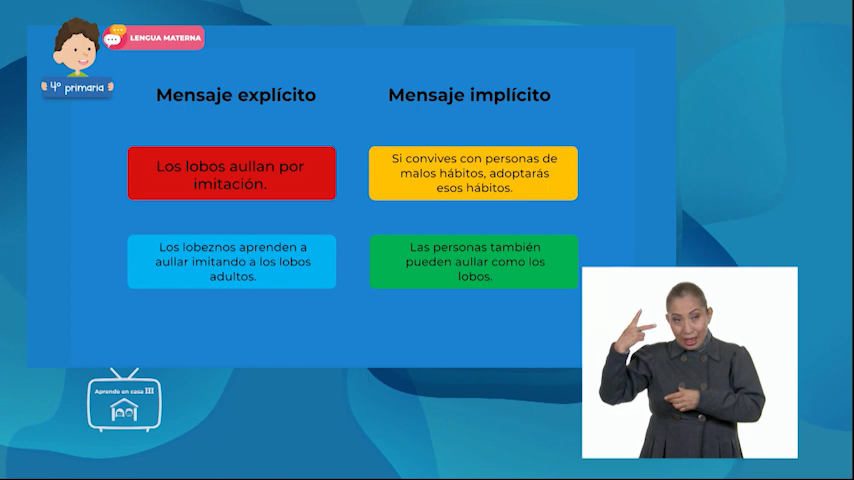 LENGUA MATERNA
4º primaria
Mensaje explícito
Mensaje implícito
Los lobos aullan por
imitación.
Si convives con personas de
malos hábitos, adoptarás
esos hábitos.
Los lobeznos aprenden a
aullar imitando a los lobos
adultos.
Las personas también
pueden aullar como los
lobos.
Aprende en casa III